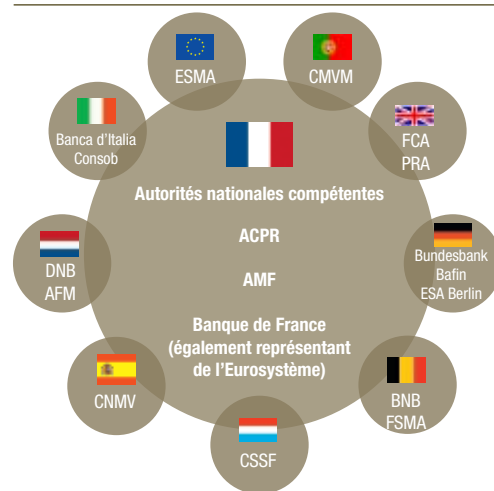 ESMA
CMVM
Banca d'Italia
Consob
FCA
PRA
Autorités nationales compétentes
ACPR
AMF
Banque de France
(également représentant
de l'Eurosystème)
DNB
AFM
Bundesbank
Bafin
ESA Berlin
CNMV
BNB
FSMA
CSSF